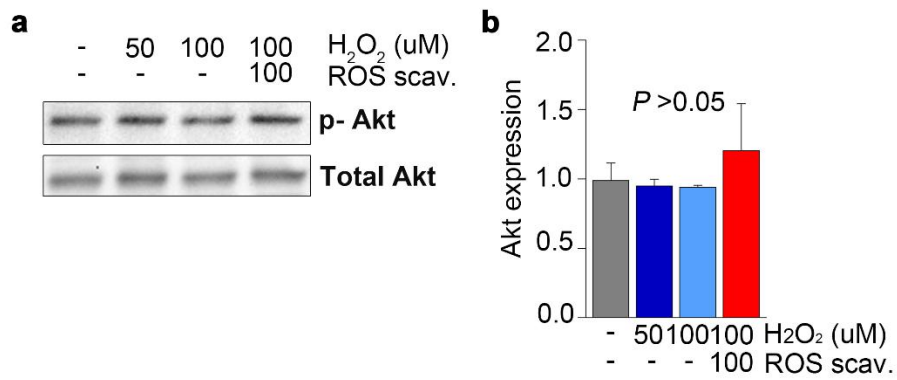 a
- 50 100 100 H₂O₂ (uM)
- - - 100 ROS scav.
p- Akt
Total Akt
b
2.0
1.5
1.0
0.5
0.0
Akt expression
P >0.05
- 50 100 100 H2O₂ (uM)
- - - 100 ROS scav.